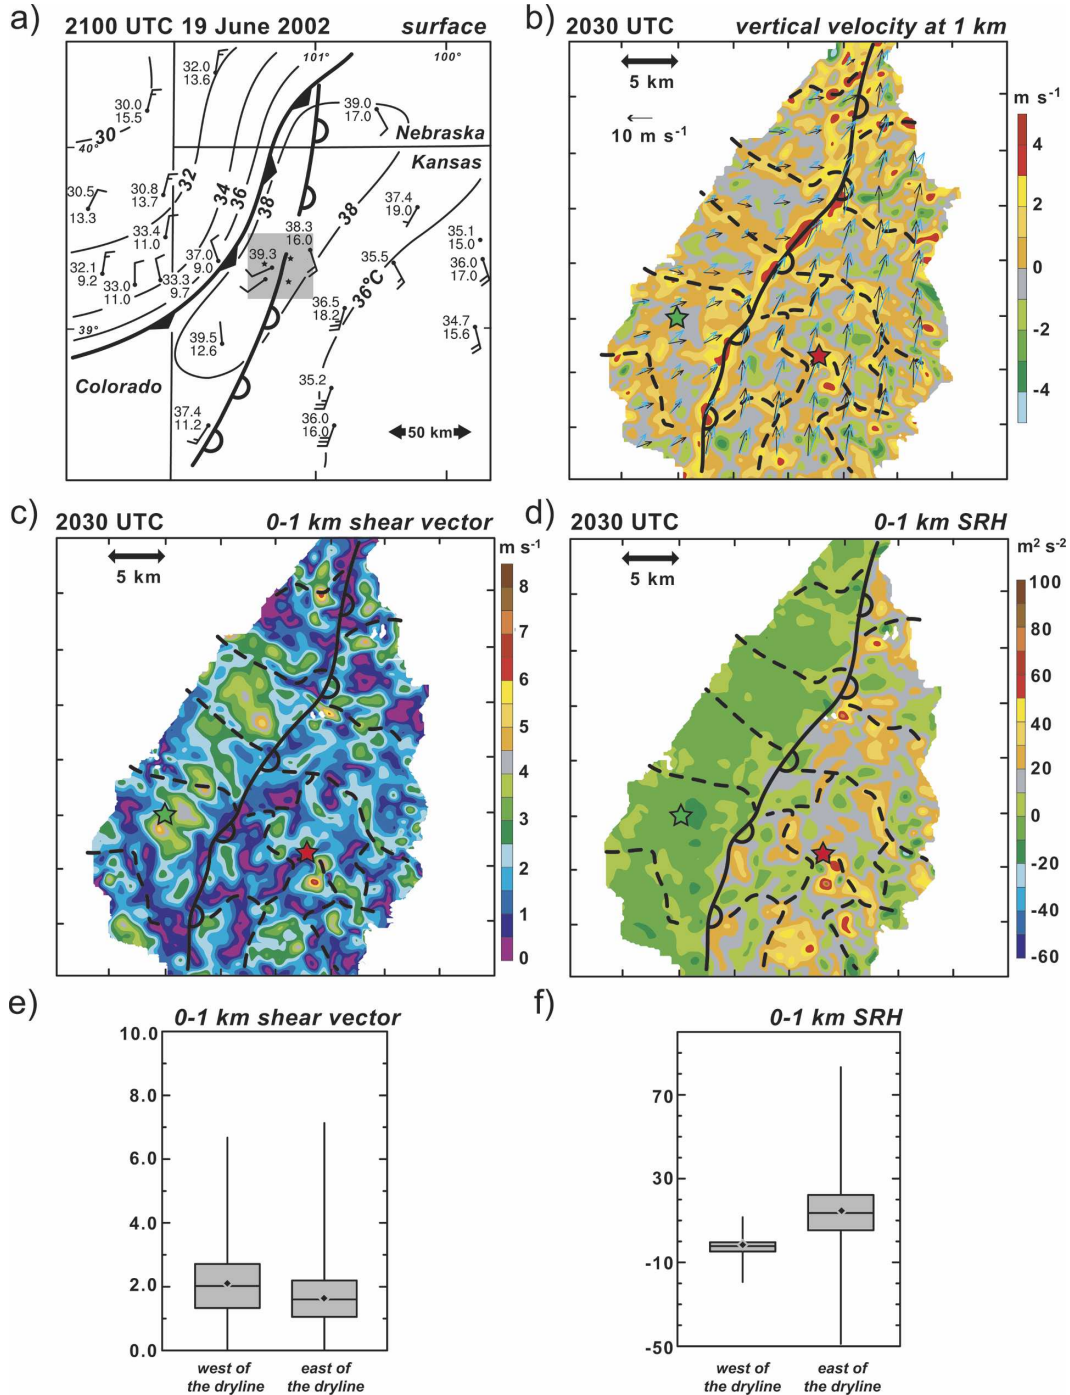 a)
2100 UTC 19 June 2002 surface
101° 100°
32.0
13.6
30.0
15.5
30
40°
39.0
17.0
Nebraska
Kansas
30.5
13.3
30.8
13.7
32
34
36
38
38
37.4
19.0
33.4
11.0
38.3
16.0
35.1
15.0
32.1
9.2
37.0
9.0
39.3
35.5
36.0
17.0
33.0
11.0
33.3
9.7
36°C
36.5
18.2
34.7
15.6
39°
39.5
12.6
Colorado
35.2
37.4
11.2
36.0
16.0
50 km
b)
2030 UTC vertical velocity at 1 km
5 km
10 m s-1
m s-1
4
2
0
-2
-4
c)
2030 UTC 0-1 km shear vector
5 km
m s-1
8
7
6
5
4
3
2
1
0
d)
2030 UTC 0-1 km SRH
5 km
m2 s-2
100
80
60
40
20
0
-20
-40
-60
e)
0-1 km shear vector
10.0
8.0
6.0
4.0
2.0
0.0
west of
the dryline
east of
the dryline
f)
0-1 km SRH
70
30
-10
-50
west of
the dryline
east of
the dryline